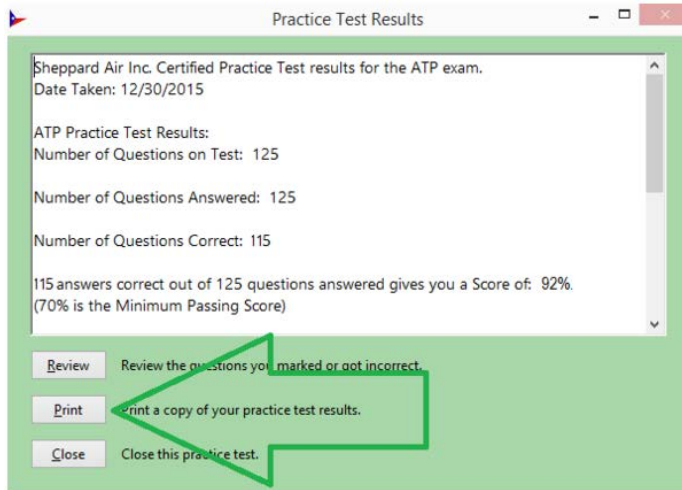 Practice Test Results
Sheppard Air Inc. Certified Practice Test results for the ATP exam.
Date Taken: 12/30/2015
ATP Practice Test Results:
Number of Questions on Test: 125
Number of Questions Answered: 125
Number of Questions Correct: 115
115 answers correct out of 125 questions answered gives you a Score of: 92%.
(70% is the Minimum Passing Score)
Review Review the questions you marked or got incorrect.
Print Print a copy of your practice test results.
Close Close this practice test.